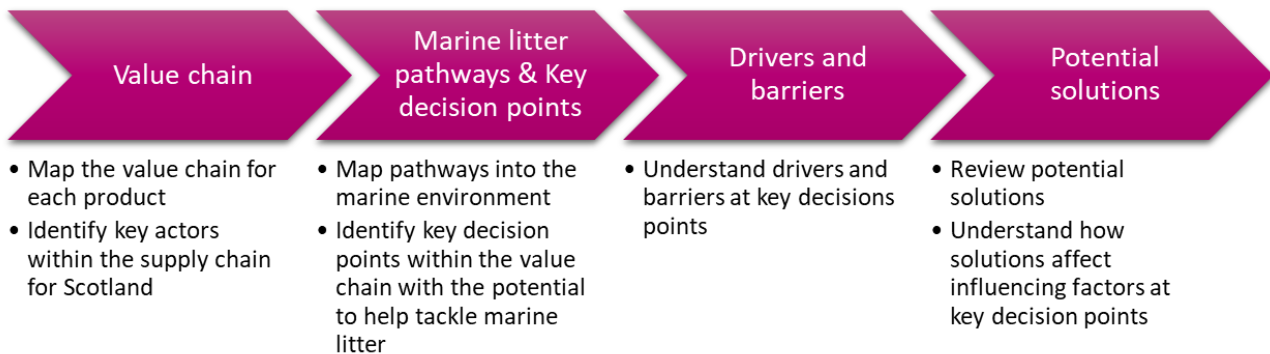 Value chain
Marine litter
pathways & Key
decision points
Drivers and
barriers
Potential
solutions
• Map the value chain for
each product
• Identify key actors
within the supply chain
for Scotland
• Map pathways into the
marine environment
• Identify key decision
points within the value
chain with the potential
to help tackle marine
litter
• Understand drivers and
barriers at key decisions
points
• Review potential
solutions
• Understand how
solutions affect
influencing factors at
key decision points